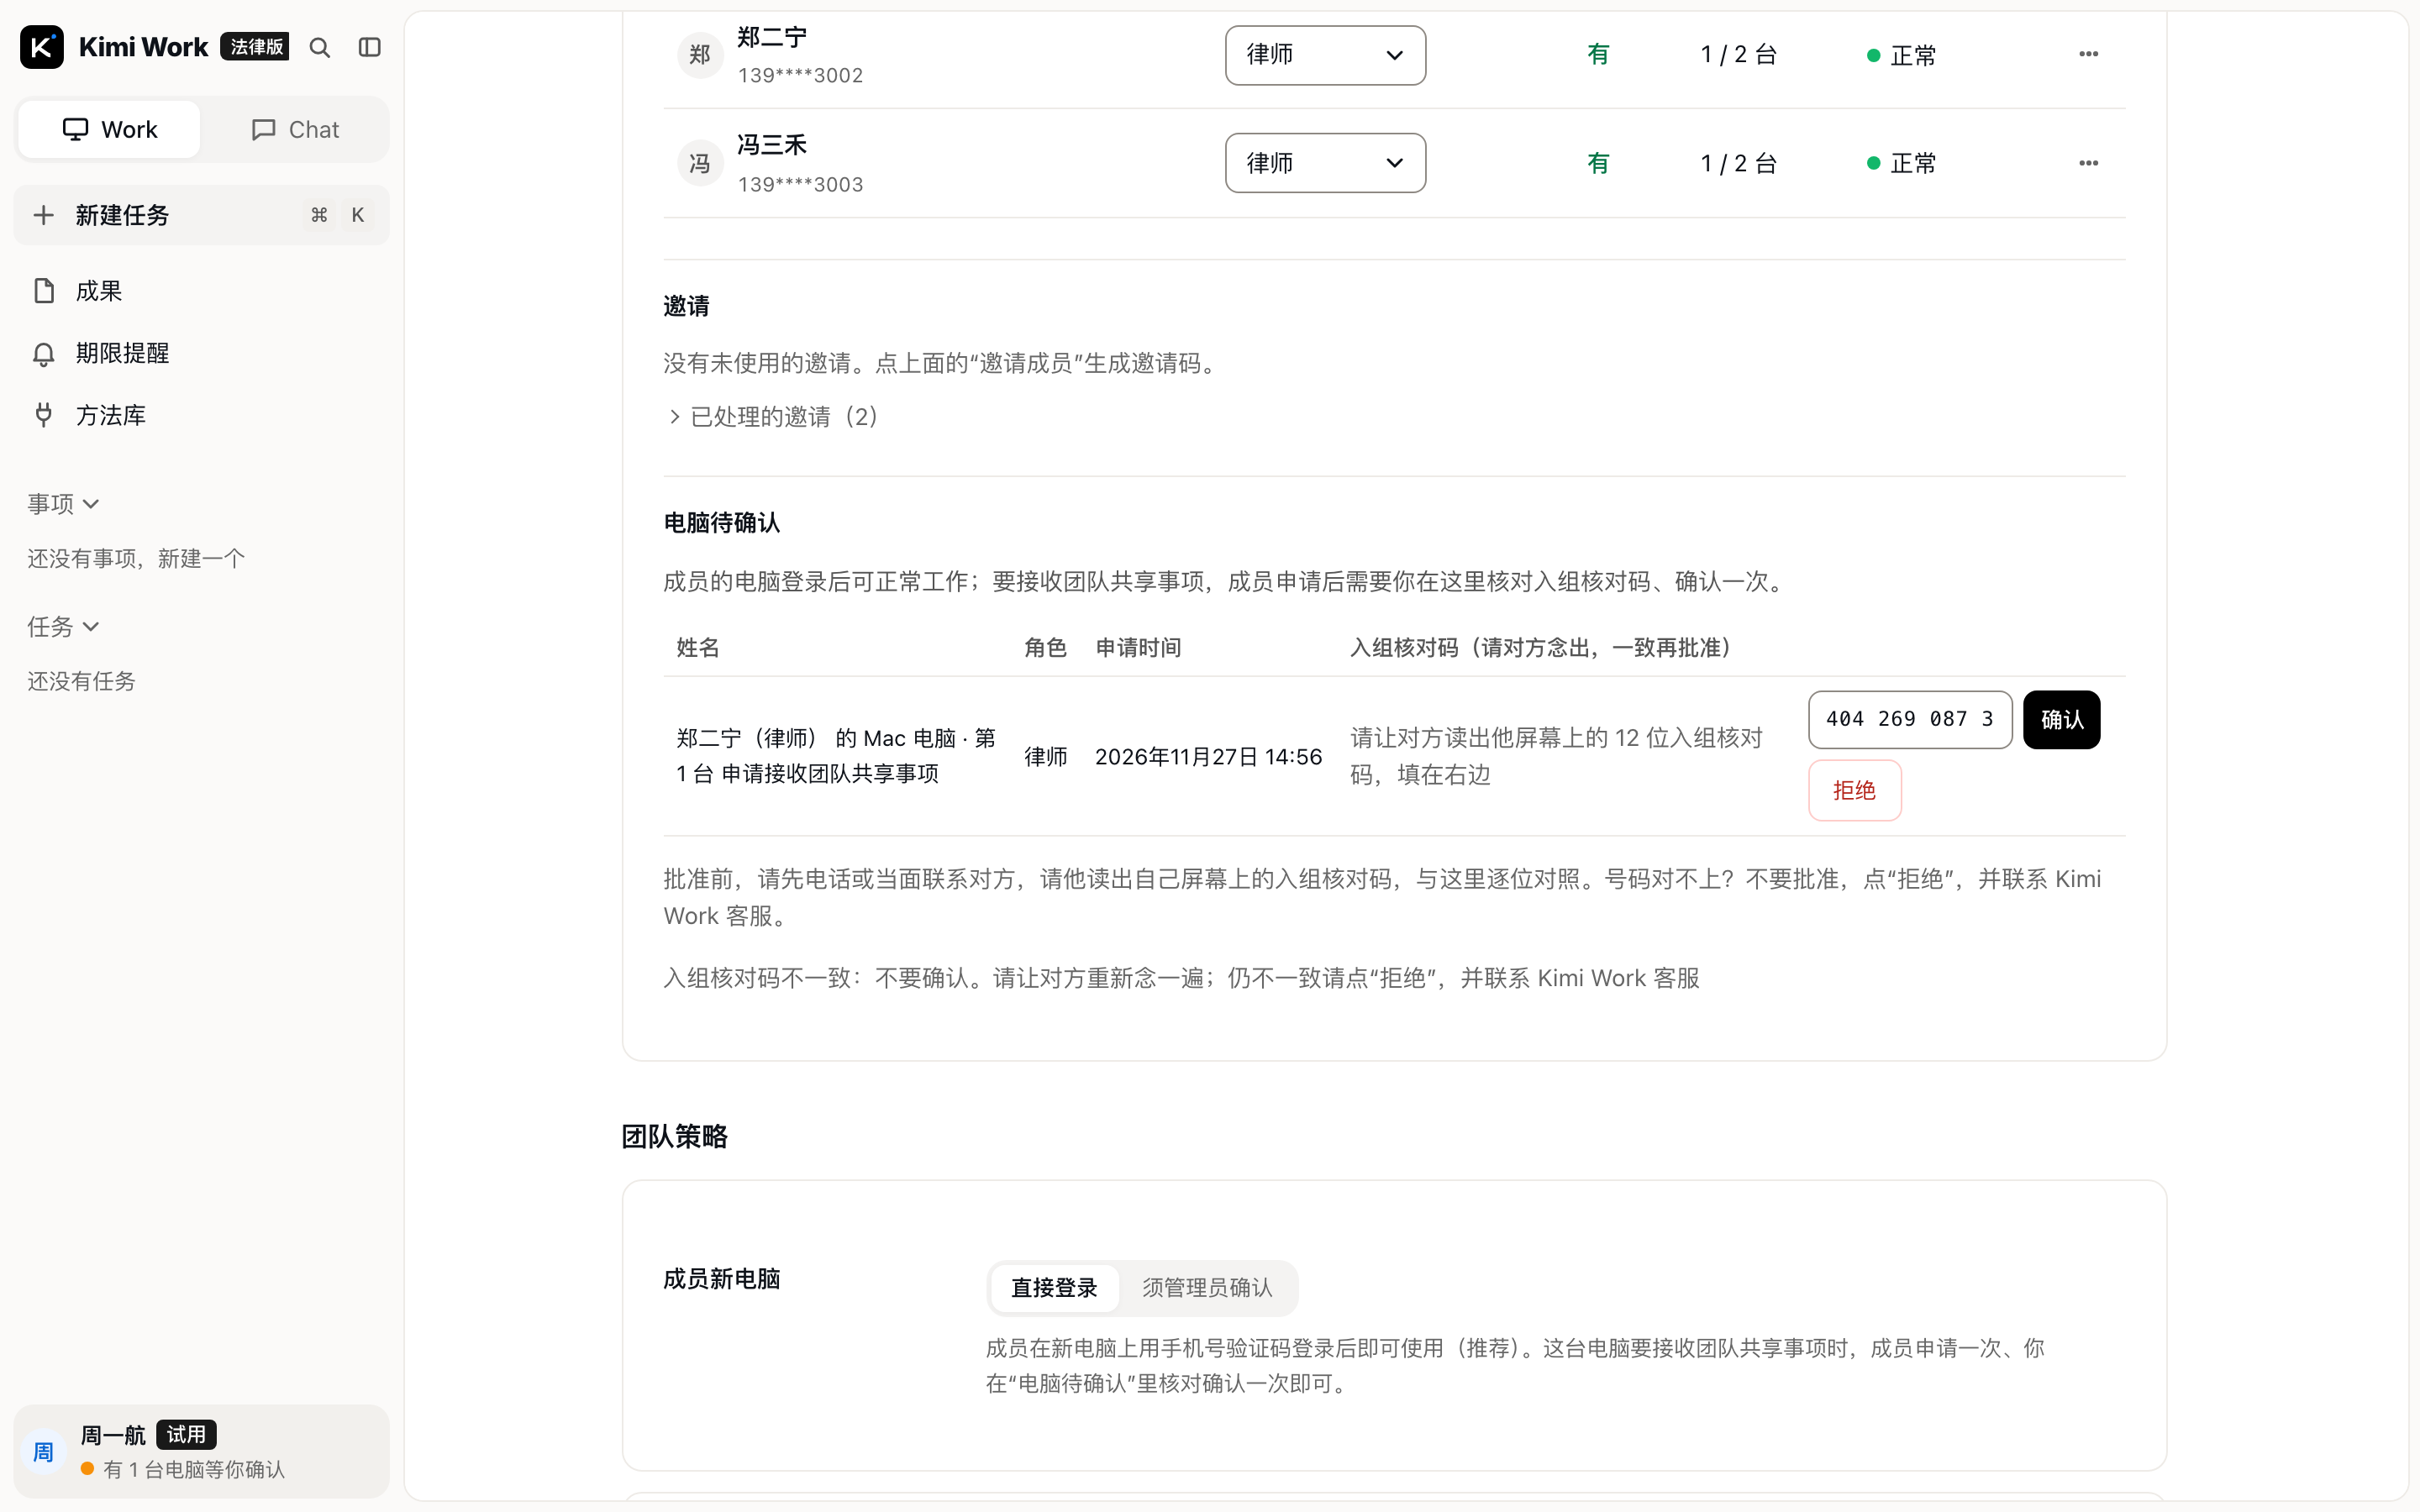 Kimi Work 法律版
Work
Chat
新建任务 ⌘ K
成果
期限提醒
方法库
事项
还没有事项，新建一个
任务
还没有任务
周 周一航 试用
有 1 台电脑等你确认
郑 郑二宁 律师 有 1 / 2 台 正常
139****3002
冯 冯三禾 律师 有 1 / 2 台 正常
139****3003
邀请
没有未使用的邀请。点上面的“邀请成员”生成邀请码。
已处理的邀请（2）
电脑待确认
成员的电脑登录后可正常工作；要接收团队共享事项，成员申请后需要你在这里核对入组核对码、确认一次。
姓名 角色 申请时间 入组核对码（请对方念出，一致再批准）
郑二宁（律师） 的 Mac 电脑 · 第
1 台 申请接收团队共享事项
律师
2026年11月27日 14:56
请让对方读出他屏幕上的 12 位入组核对
码，填在右边
404 269 087 3
确认
拒绝
批准前，请先电话或当面联系对方，请他读出自己屏幕上的入组核对码，与这里逐位对照。号码对不上？不要批准，点“拒绝”，并联系 Kimi
Work 客服。
入组核对码不一致：不要确认。请让对方重新念一遍；仍不一致请点“拒绝”，并联系 Kimi Work 客服
团队策略
成员新电脑
直接登录 须管理员确认
成员在新电脑上用手机号验证码登录后即可使用（推荐）。这台电脑要接收团队共享事项时，成员申请一次、你
在“电脑待确认”里核对确认一次即可。